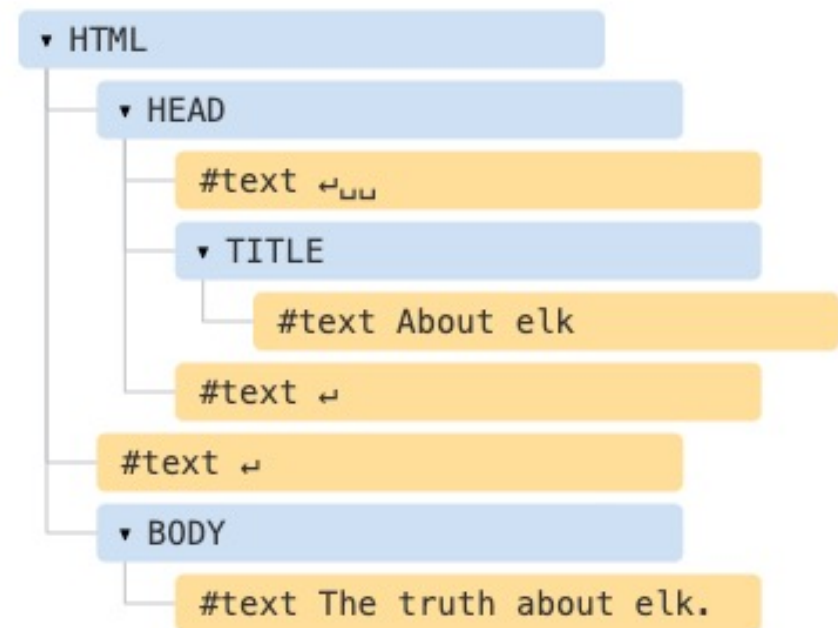 ▾ HTML
▾ HEAD
#text ↵␣␣
▾ TITLE
#text About elk
#text ↵
#text ↵
▾ BODY
#text The truth about elk.